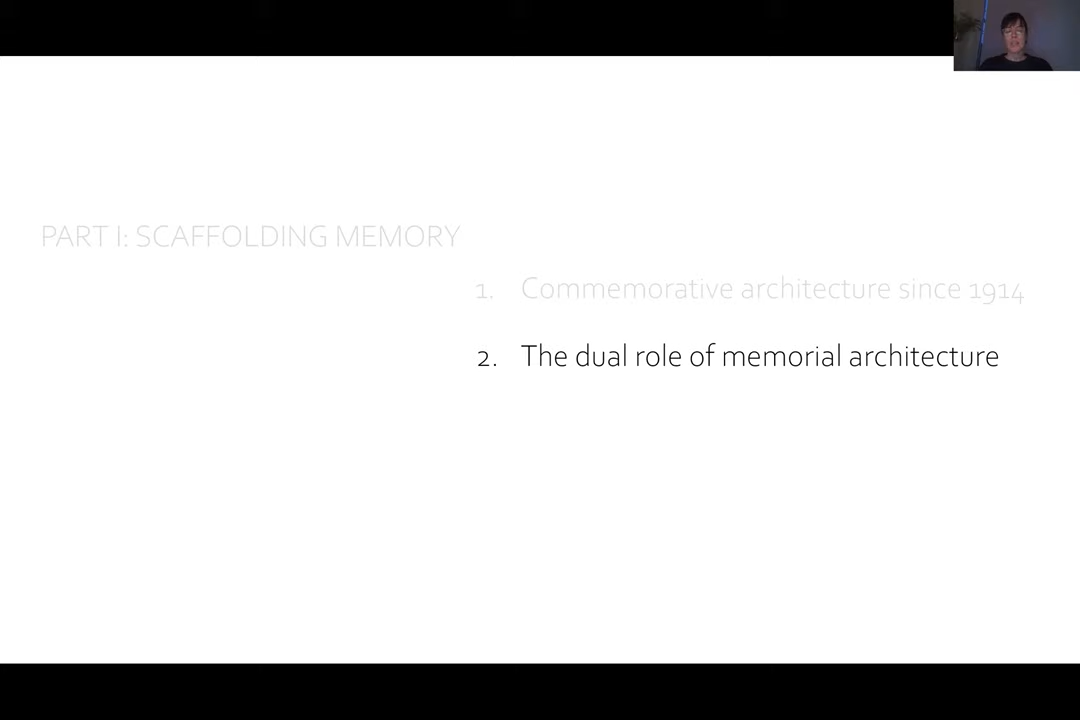 PART I: SCAFFOLDING MEMORY
1. Commemorative architecture since 1914
2. The dual role of memorial architecture